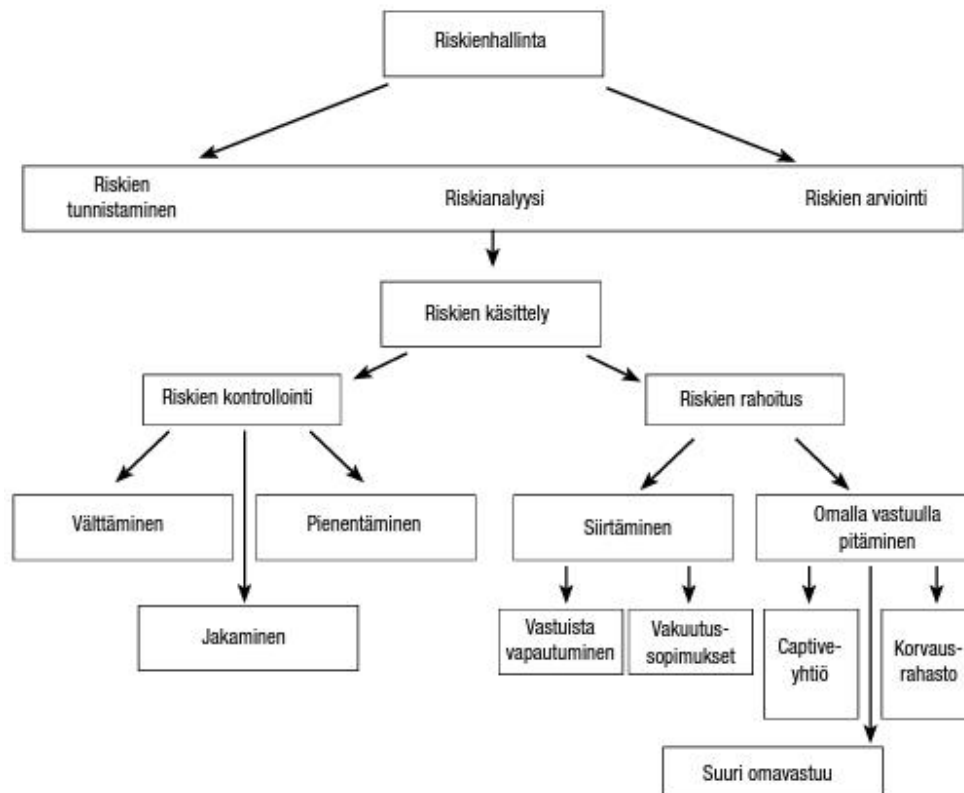 Riskienhallinta
Riskien
tunnistaminen
Riskianalyysi
Riskien arviointi
Riskien käsittely
Riskien kontrollointi
Riskien rahoitus
Välttäminen
Pienentäminen
Siirtäminen
Omalla vastuulla
pitäminen
Jakaminen
Vastuista
vapautuminen
Vakuutus-
sopimukset
Captive-
yhtiö
Korvaus-
rahasto
Suuri omavastuu